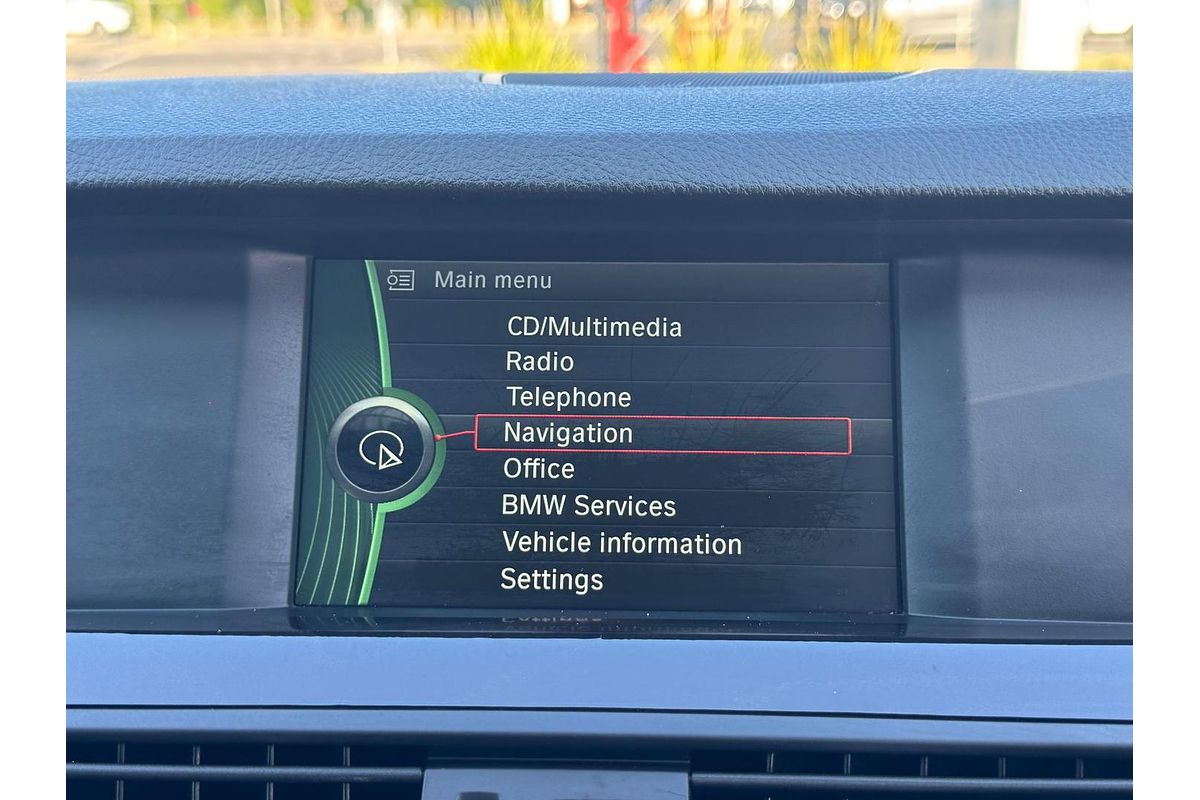 Main menu
CD/Multimedia
Radio
Telephone
Navigation
Office
BMW Services
Vehicle information
Settings